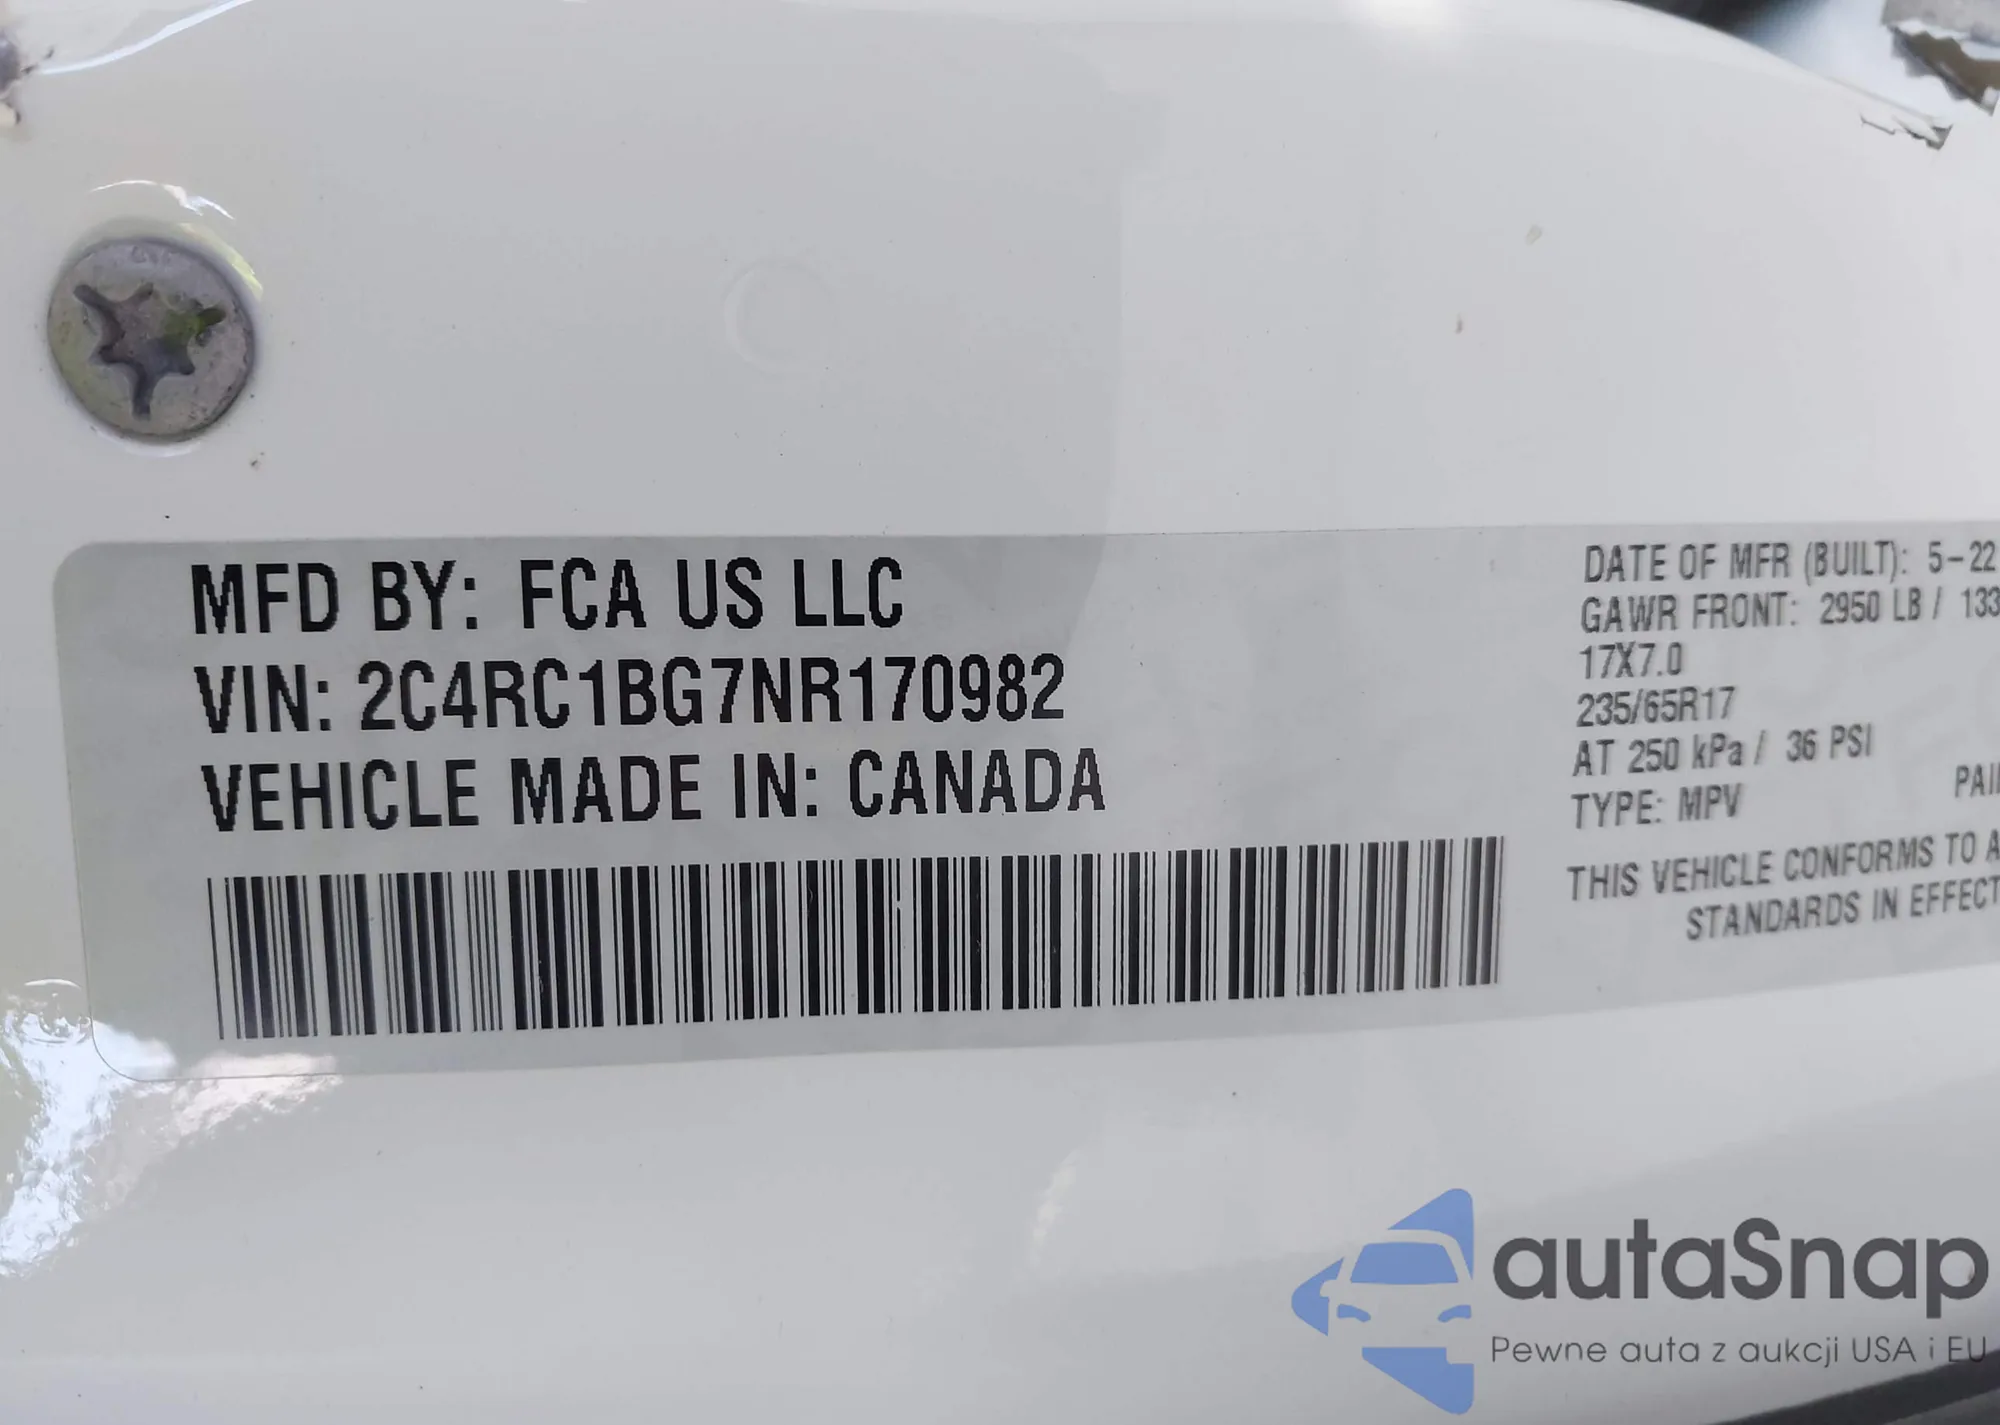 MFD BY: FCA US LLC
VIN: 2C4RC1BG7NR170982
VEHICLE MADE IN: CANADA
DATE OF MFR (BUILT): 5-22
GAWR FRONT: 2950 LB / 133
17X7.0
235/65R17
AT 250 kPa / 36 PSI
TYPE: MPV
PAI
THIS VEHICLE CONFORMS TO A
STANDARDS IN EFFECT
autaSnap
Pewne auta z aukcji USA i EU